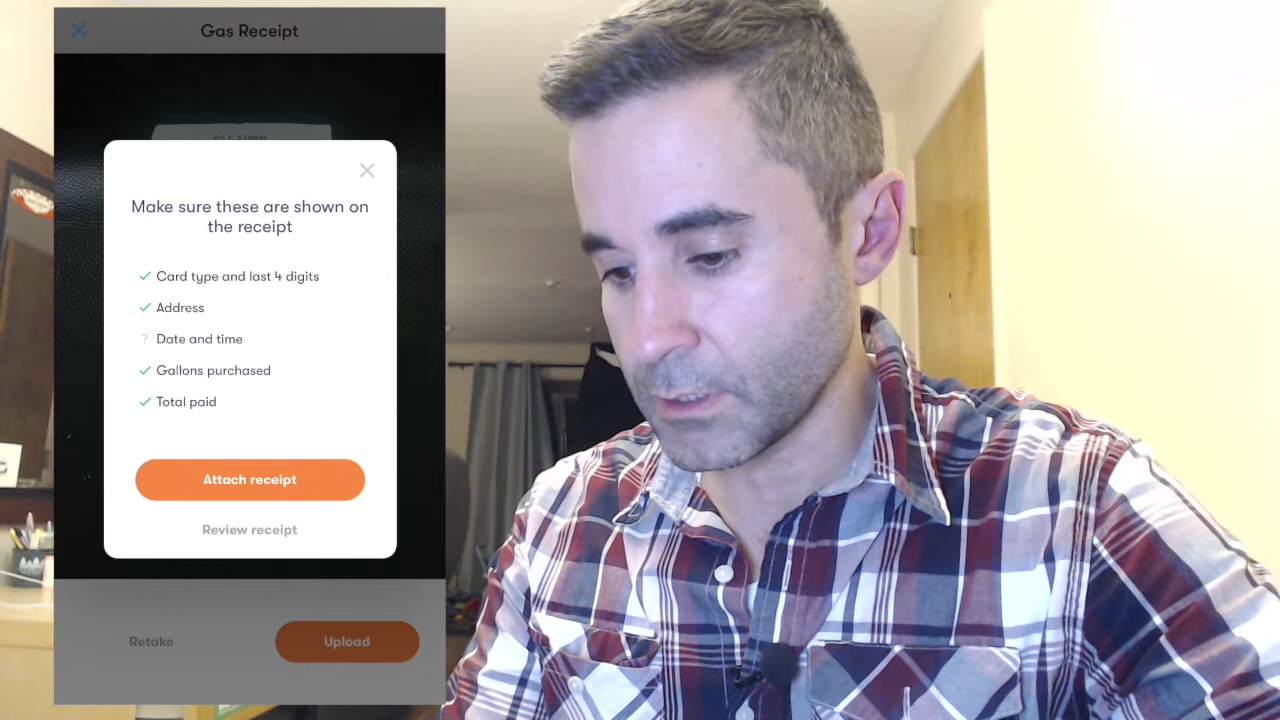 Gas Receipt
Make sure these are shown on
the receipt
Card type and last 4 digits
Address
? Date and time
Gallons purchased
Total paid
Attach receipt
Review receipt
Retake
Upload